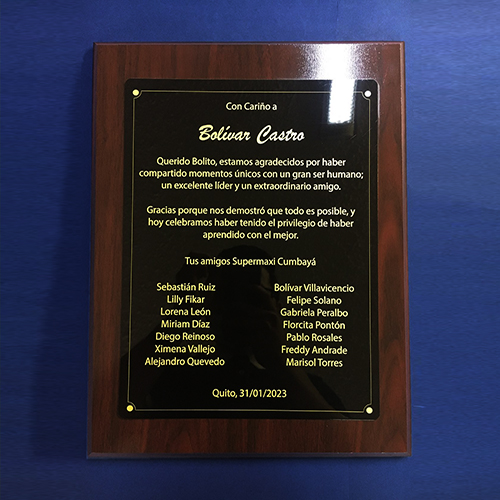 Con Cariño a
Bolívar Castro
Querido Bolito, estamos agradecidos por haber
compartido momentos únicos con un gran ser humano;
un excelente líder y un extraordinario amigo.
Gracias porque nos demostró que todo es posible, y
hoy celebramos haber tenido el privilegio de haber
aprendido con el mejor.
Tus amigos Supermaxi Cumbayá
Sebastián Ruiz
Lilly Fikar
Lorena León
Miriam Díaz
Diego Reinoso
Ximena Vallejo
Alejandro Quevedo
Bolívar Villavicencio
Felipe Solano
Gabriela Peralbo
Florcita Pontón
Pablo Rosales
Freddy Andrade
Marisol Torres
Quito, 31/01/2023